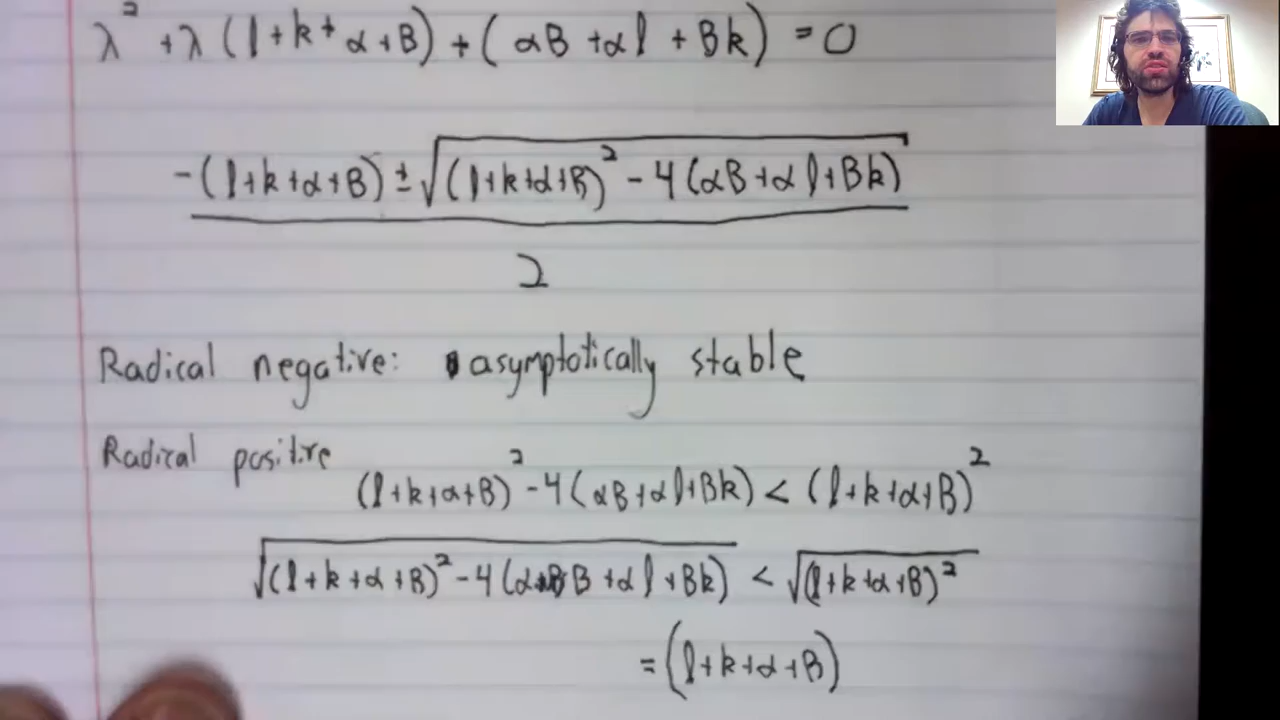 λ² + λ (l + k + α + B) + (αB + αl + Bk) = 0
-(l+k+α+B) ± √((l+k+α+B)² - 4(αB+αl+Bk))
2
Radical negative: asymptotically stable
Radical positive
(l+k+α+B)² - 4(αB+αl+Bk) < (l+k+α+B)²
√((l+k+α+B)² - 4(αB+αl+Bk)) < √((l+k+α+B)²)
= (l+k+α+B)